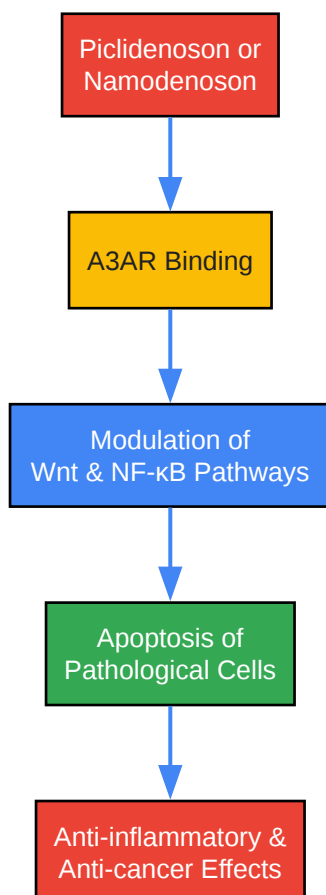 Piclidenoson or
Namodenoson
A3AR Binding
Modulation of
Wnt & NF-κB Pathways
Apoptosis of
Pathological Cells
Anti-inflammatory &
Anti-cancer Effects